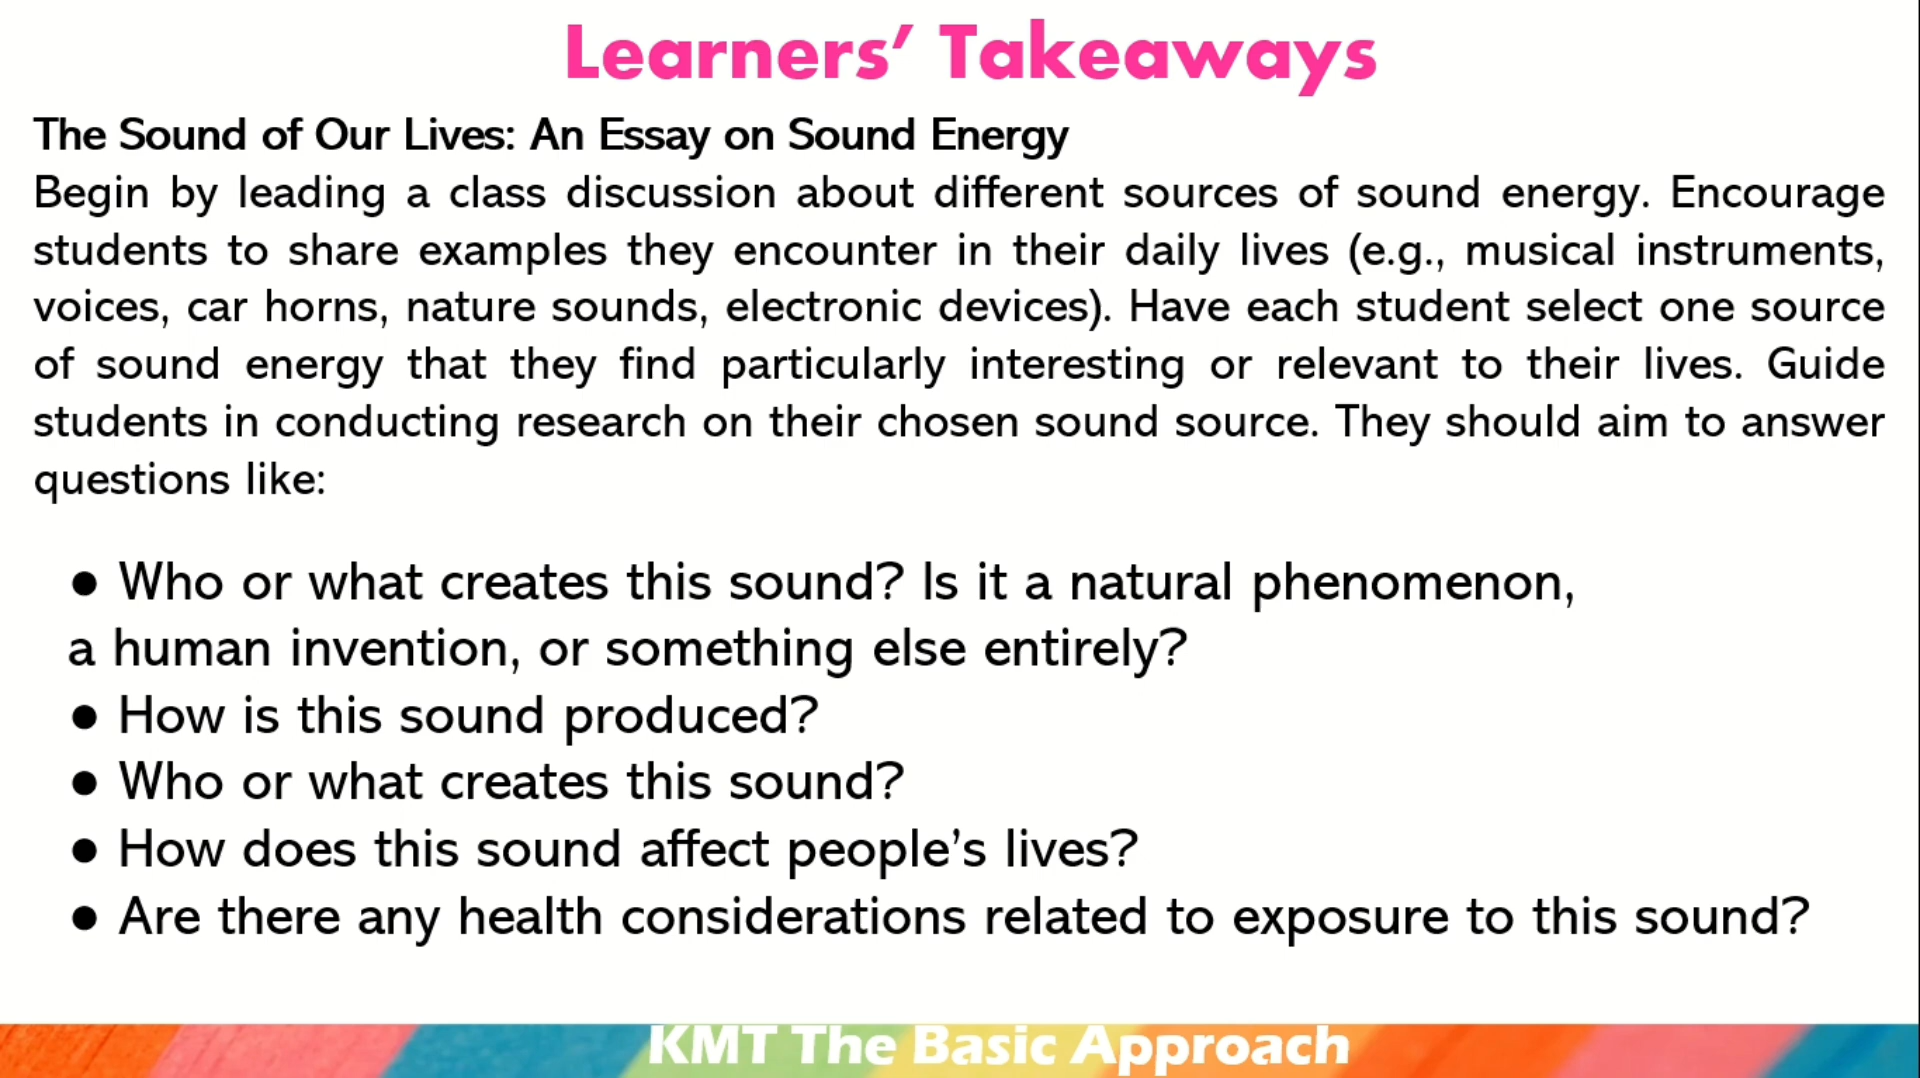 Learners’ Takeaways
The Sound of Our Lives: An Essay on Sound Energy
Begin by leading a class discussion about different sources of sound energy. Encourage
students to share examples they encounter in their daily lives (e.g., musical instruments,
voices, car horns, nature sounds, electronic devices). Have each student select one source
of sound energy that they find particularly interesting or relevant to their lives. Guide
students in conducting research on their chosen sound source. They should aim to answer
questions like:
● Who or what creates this sound? Is it a natural phenomenon,
a human invention, or something else entirely?
● How is this sound produced?
● Who or what creates this sound?
● How does this sound affect people’s lives?
● Are there any health considerations related to exposure to this sound?
KMT The Basic Approach